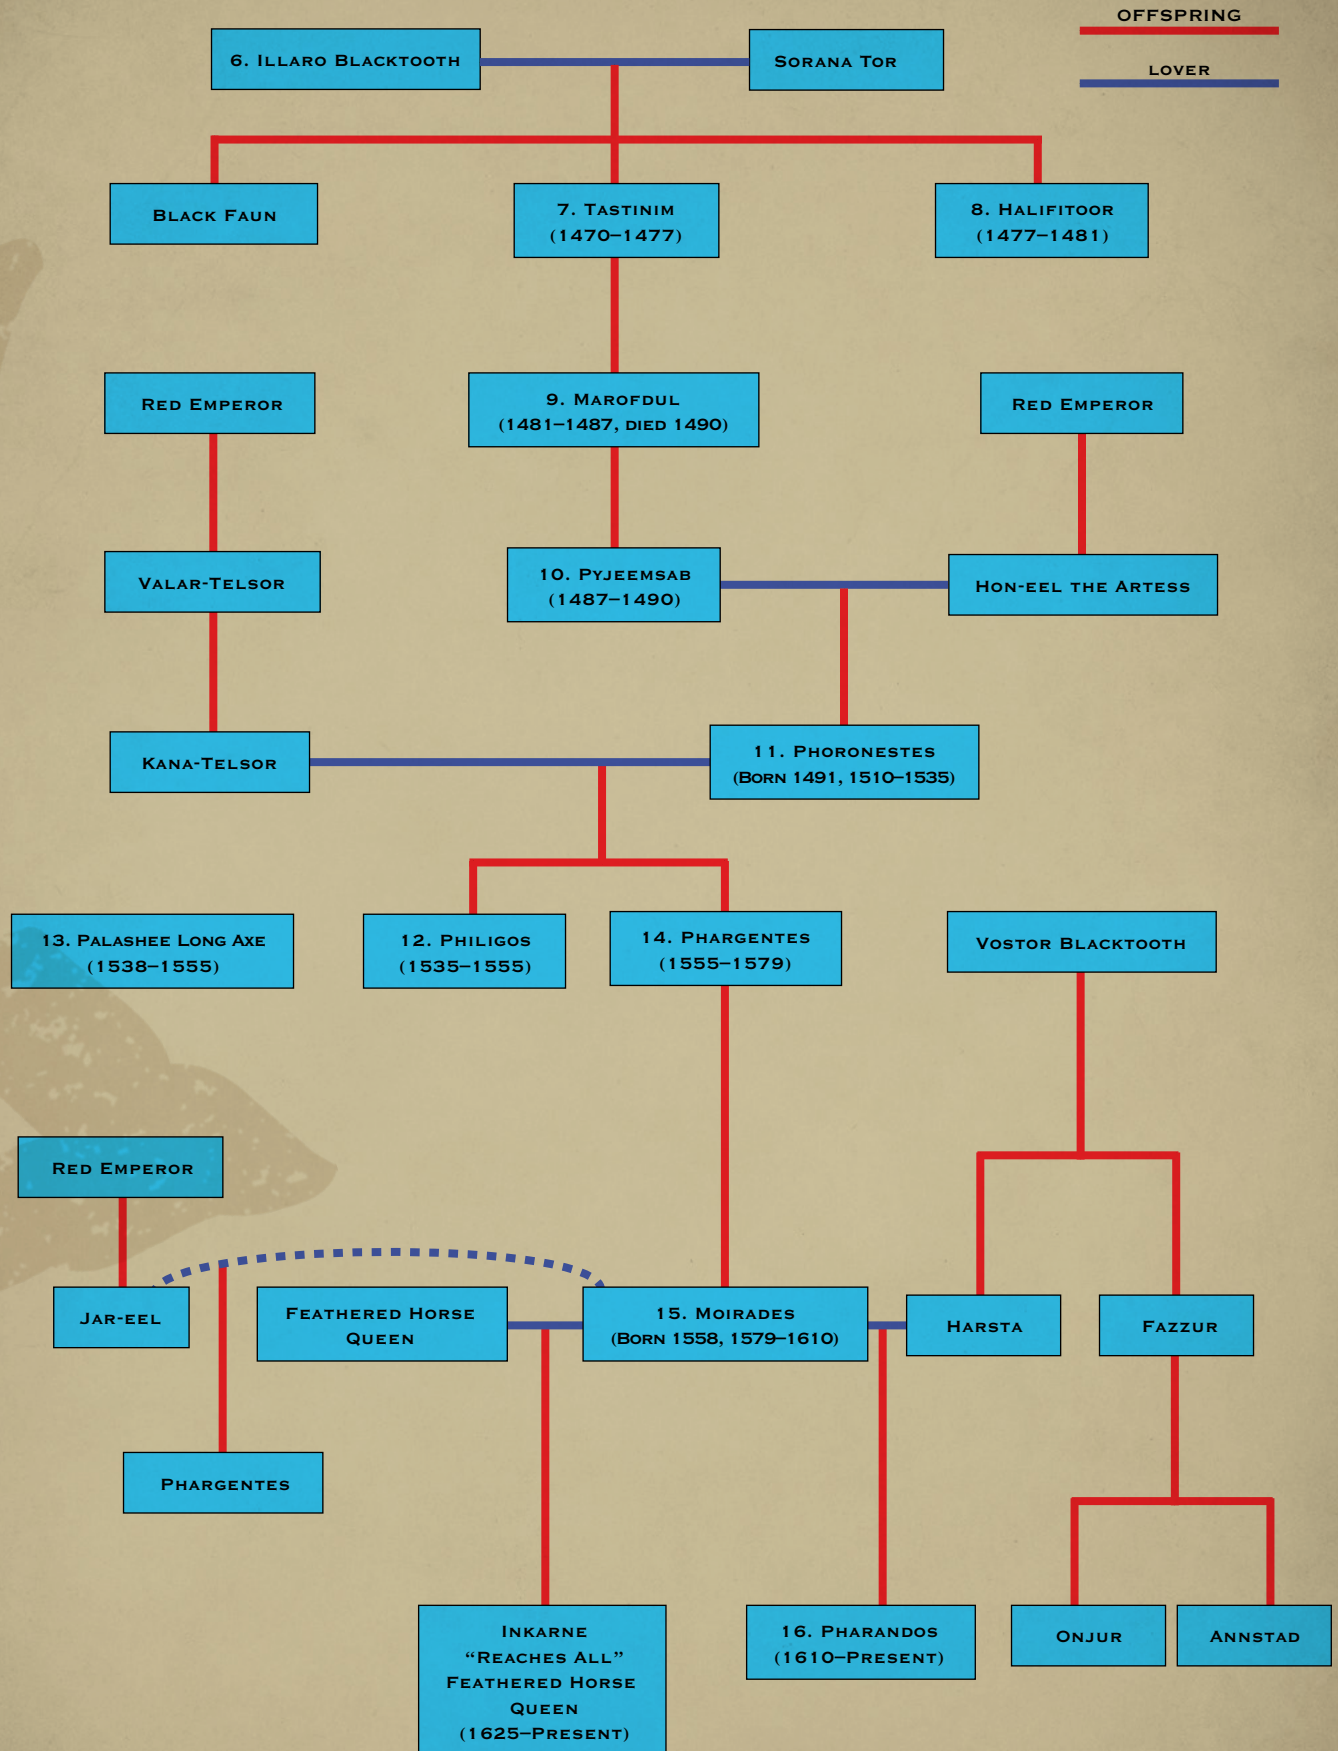 OFFSPRING
LOVER
6. ILLARO BLACKTOOTH
SORANA TOR
BLACK FAUN
7. TASTINIM
(1470–1477)
8. HALIFITOOR
(1477–1481)
RED EMPEROR
9. MAROFDUL
(1481–1487, DIED 1490)
RED EMPEROR
VALAR-TELSOR
10. PYJEEMSAB
(1487–1490)
HON-EEL THE ARTESS
KANA-TELSOR
11. PHORONESTES
(BORN 1491, 1510–1535)
13. PALASHEE LONG AXE
(1538–1555)
12. PHILIGOS
(1535–1555)
14. PHARGENTES
(1555–1579)
VOSTOR BLACKTOOTH
RED EMPEROR
JAR-EEL
FEATHERED HORSE
QUEEN
15. MOIRADES
(BORN 1558, 1579–1610)
HARSTA
FAZZUR
PHARGENTES
INKARNE
“REACHES ALL”
FEATHERED HORSE
QUEEN
(1625–PRESENT)
16. PHARANDOS
(1610–PRESENT)
ONJUR
ANNSTAD